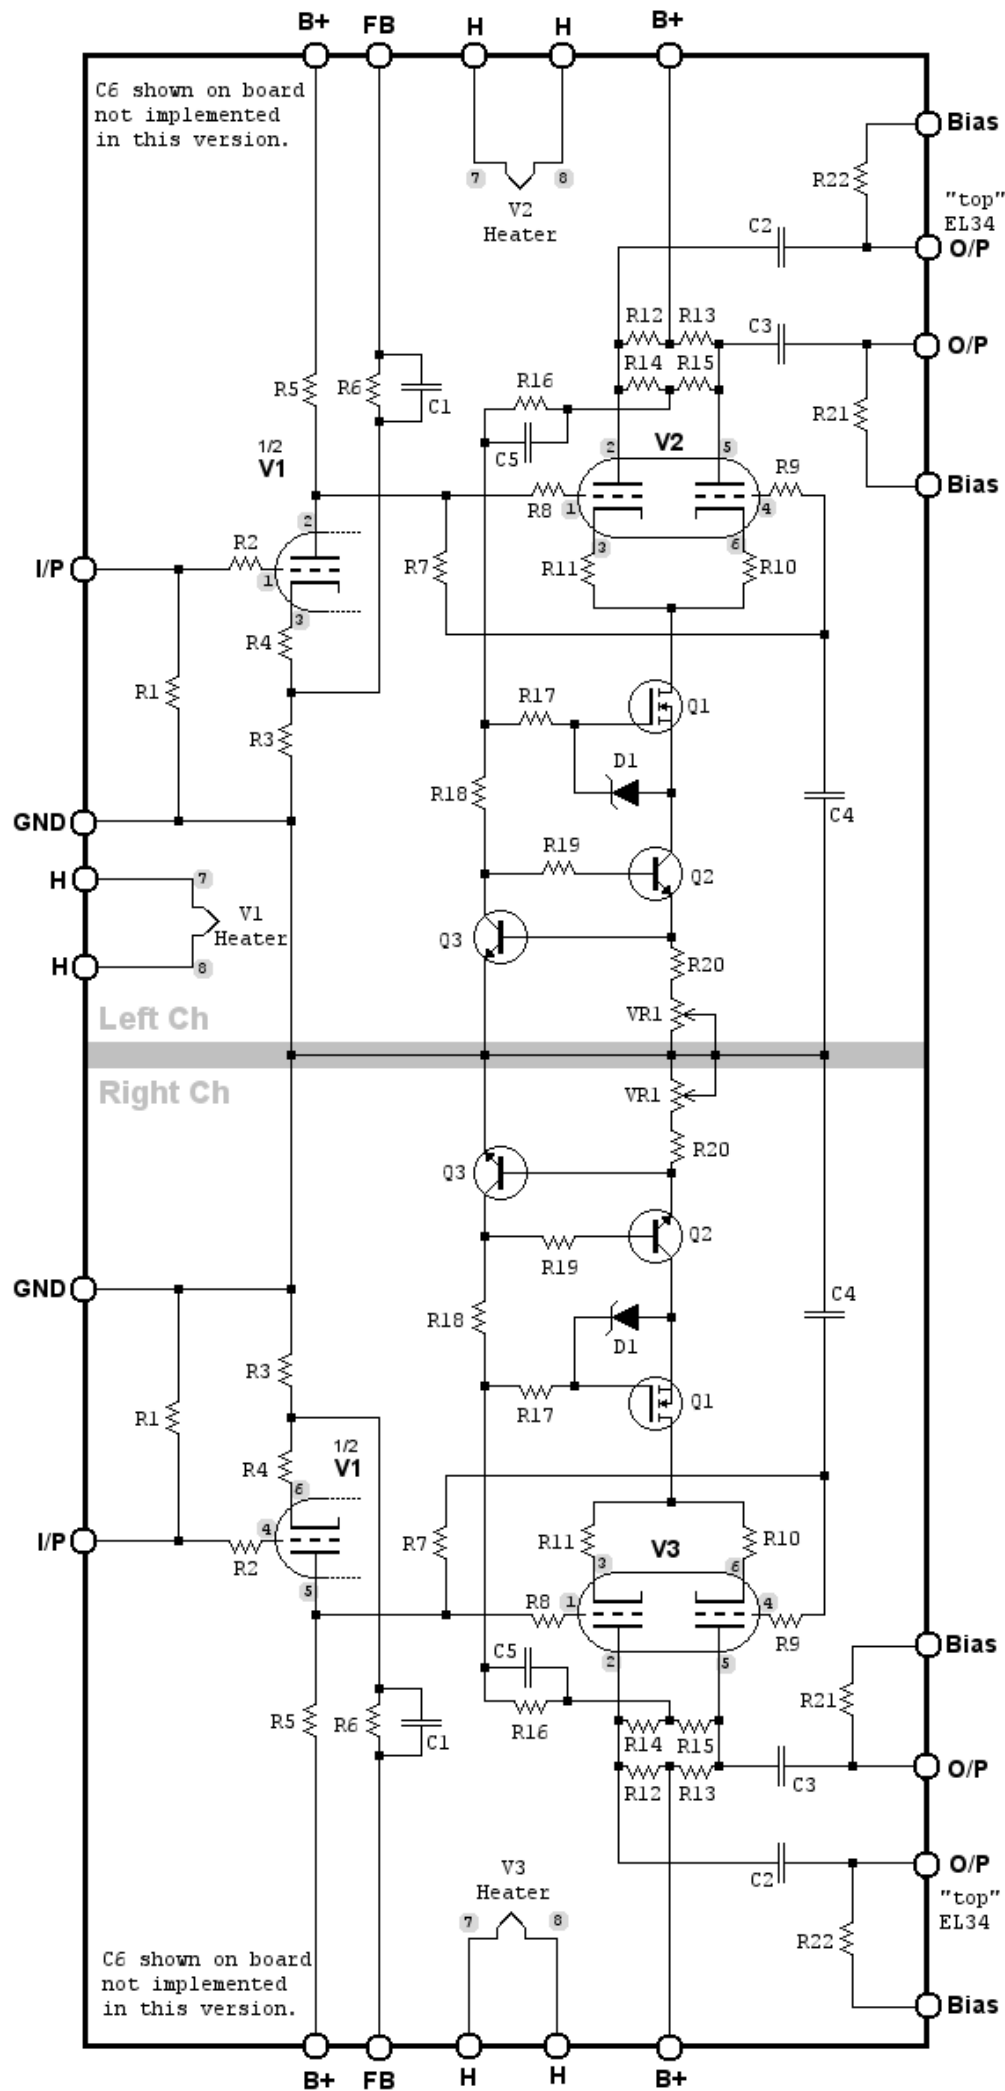 B+ FB H H B+
C6 shown on board
not implemented
in this version.
Bias
7 8
R22
V2
Heater
"top"
EL34
C2
O/P
R12 R13 C3
O/P
R14 R15
R5 R6 C1
R16
R21
C5
2 V2 5
1/2
V1
R9
Bias
R8 1 4
2
R2
I/P
1
R7
3 6
R11 R10
3
R4
R1
R17
Q1
R3
D1
R18
C4
GND
R19
Q2
H 7
V1
Heater
Q3
H 8
R20
VR1
Left Ch
Right Ch
VR1
R20
Q3
Q2
R19
GND
C4
R18
D1
R3
Q1
R17
R1
1/2
V1
R4
6
4
I/P
R2
5
R7
R11 V3 R10
3 6
R8 1 4
R9
C5
2 5
Bias
R21
R5 R6 C1
R16
R14 R15
R12 R13
C3
O/P
V3
Heater
C2
O/P
"top"
EL34
7 8
R22
C6 shown on board
not implemented
in this version.
Bias
B+ FB H H B+